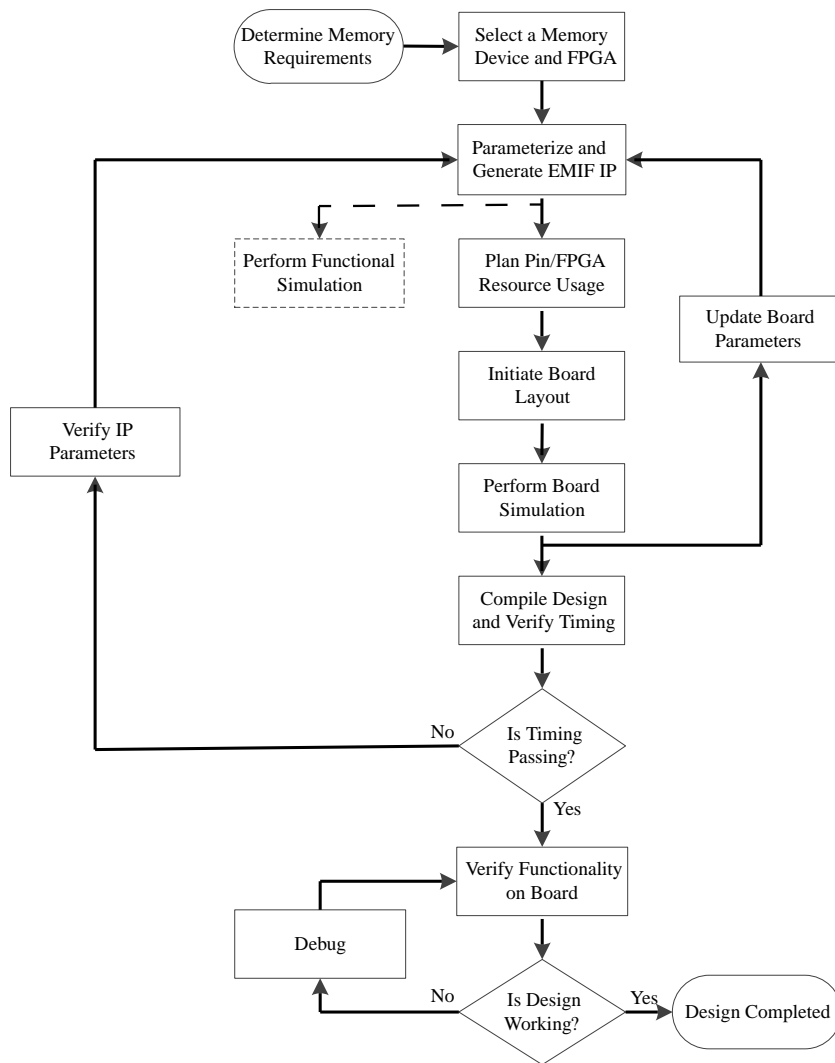 Determine Memory
Requirements
Select a Memory
Device and FPGA
Parameterize and
Generate EMIF IP
Perform Functional
Simulation
Plan Pin/FPGA
Resource Usage
Update Board
Parameters
Initiate Board
Layout
Verify IP
Parameters
Perform Board
Simulation
Compile Design
and Verify Timing
No
Is Timing
Passing?
Yes
Verify Functionality
on Board
Debug
No
Is Design
Working?
Yes
Design Completed